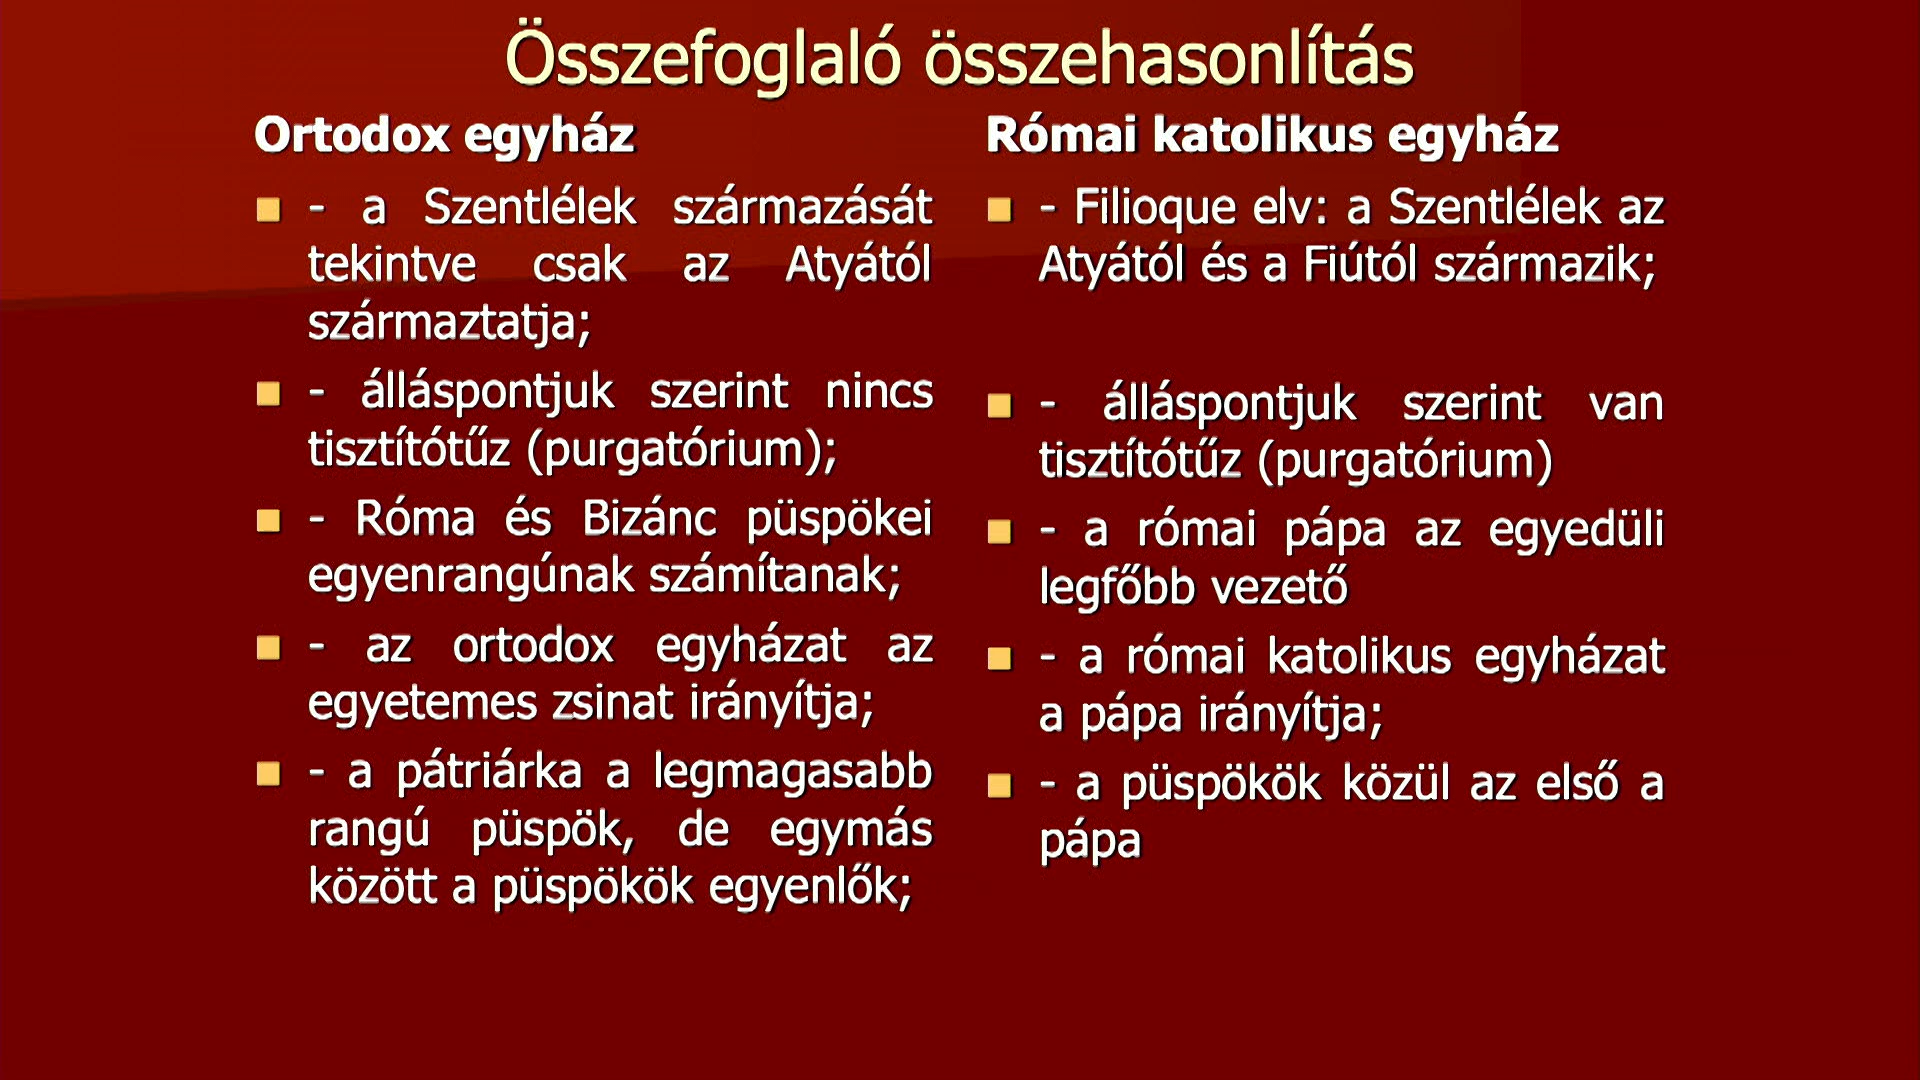 Összefoglaló összehasonlítás
Ortodox egyház
- a Szentlélek származását
tekintve csak az Atyától
származtatja;
- álláspontjuk szerint nincs
tisztítótűz (purgatórium);
- Róma és Bizánc püspökei
egyenrangúnak számítanak;
- az ortodox egyházat az
egyetemes zsinat irányítja;
- a pátriárka a legmagasabb
rangú püspök, de egymás
között a püspökök egyenlők;
Római katolikus egyház
- Filioque elv: a Szentlélek az
Atyától és a Fiútól származik;
- álláspontjuk szerint van
tisztítótűz (purgatórium)
- a római pápa az egyedüli
legfőbb vezető
- a római katolikus egyházat
a pápa irányítja;
- a püspökök közül az első a
pápa